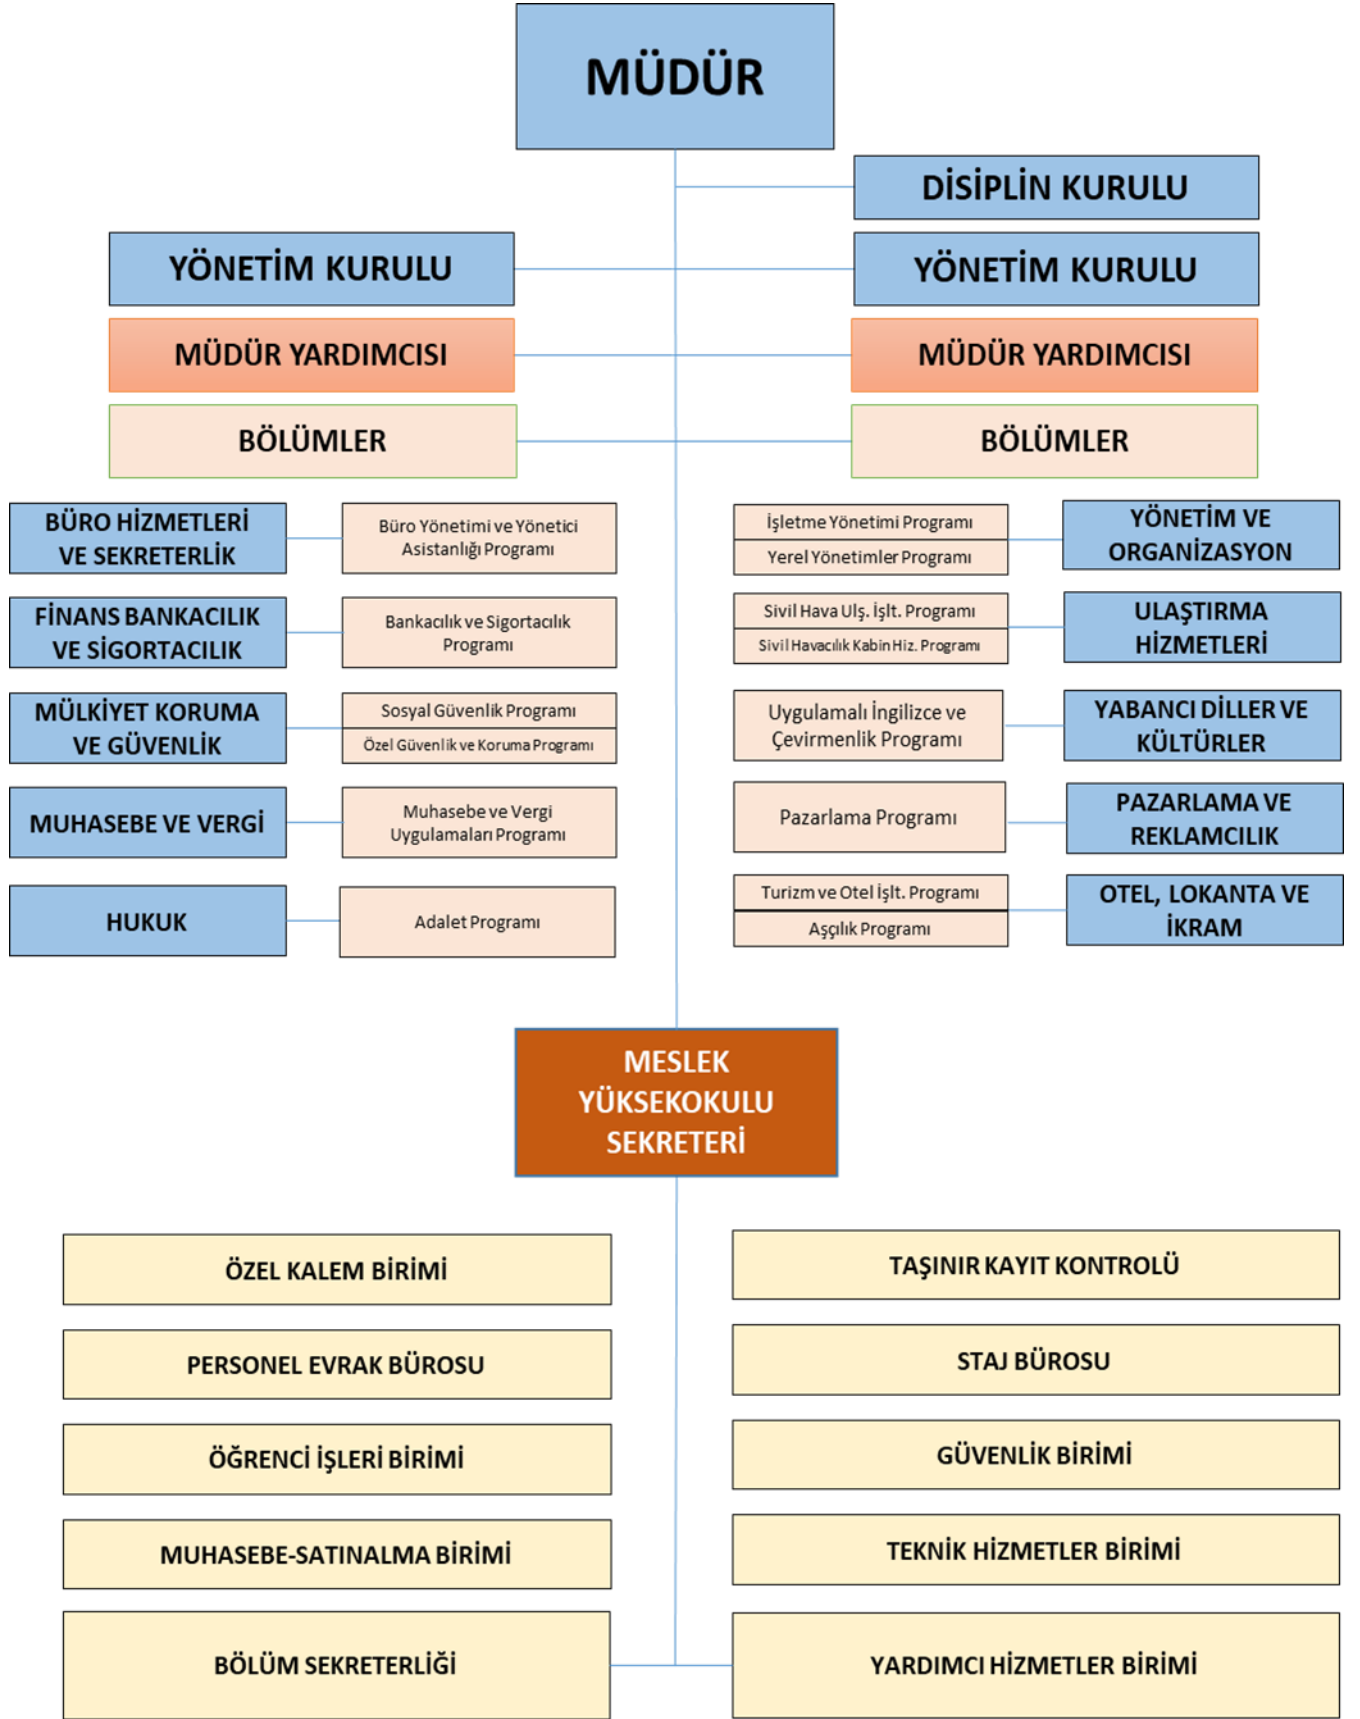 MÜDÜR
DİSİPLİN KURULU
YÖNETİM KURULU
YÖNETİM KURULU
MÜDÜR YARDIMCISI
MÜDÜR YARDIMCISI
BÖLÜMLER
BÖLÜMLER
BÜRO HİZMETLERİ
VE SEKRETERLİK
Büro Yönetimi ve Yönetici
Asistanlığı Programı
FİNANS BANKACILIK
VE SİGORTACILIK
Bankacılık ve Sigortacılık
Programı
MÜLKİYET KORUMA
VE GÜVENLİK
Sosyal Güvenlik Programı
Özel Güvenlik ve Koruma Programı
MUHASEBE VE VERGİ
Muhasebe ve Vergi
Uygulamaları Programı
HUKUK
Adalet Programı
İşletme Yönetimi Programı
Yerel Yönetimler Programı
YÖNETİM VE
ORGANİZASYON
Sivil Hava Ulş. İşlt. Programı
Sivil Havacılık Kabin Hiz. Programı
ULAŞTIRMA
HİZMETLERİ
Uygulamalı İngilizce ve
Çevirmenlik Programı
YABANCI DİLLER VE
KÜLTÜRLER
Pazarlama Programı
PAZARLAMA VE
REKLAMCILIK
Turizm ve Otel İşlt. Programı
Aşçılık Programı
OTEL, LOKANTA VE
İKRAM
MESLEK
YÜKSEKOKULU
SEKRETERİ
ÖZEL KALEM BİRİMİ
PERSONEL EVRAK BÜROSU
ÖĞRENCİ İŞLERİ BİRİMİ
MUHASEBE-SATINALMA BİRİMİ
BÖLÜM SEKRETERLİĞİ
TAŞINIR KAYIT KONTROLÜ
STAJ BÜROSU
GÜVENLİK BİRİMİ
TEKNİK HİZMETLER BİRİMİ
YARDIMCI HİZMETLER BİRİMİ